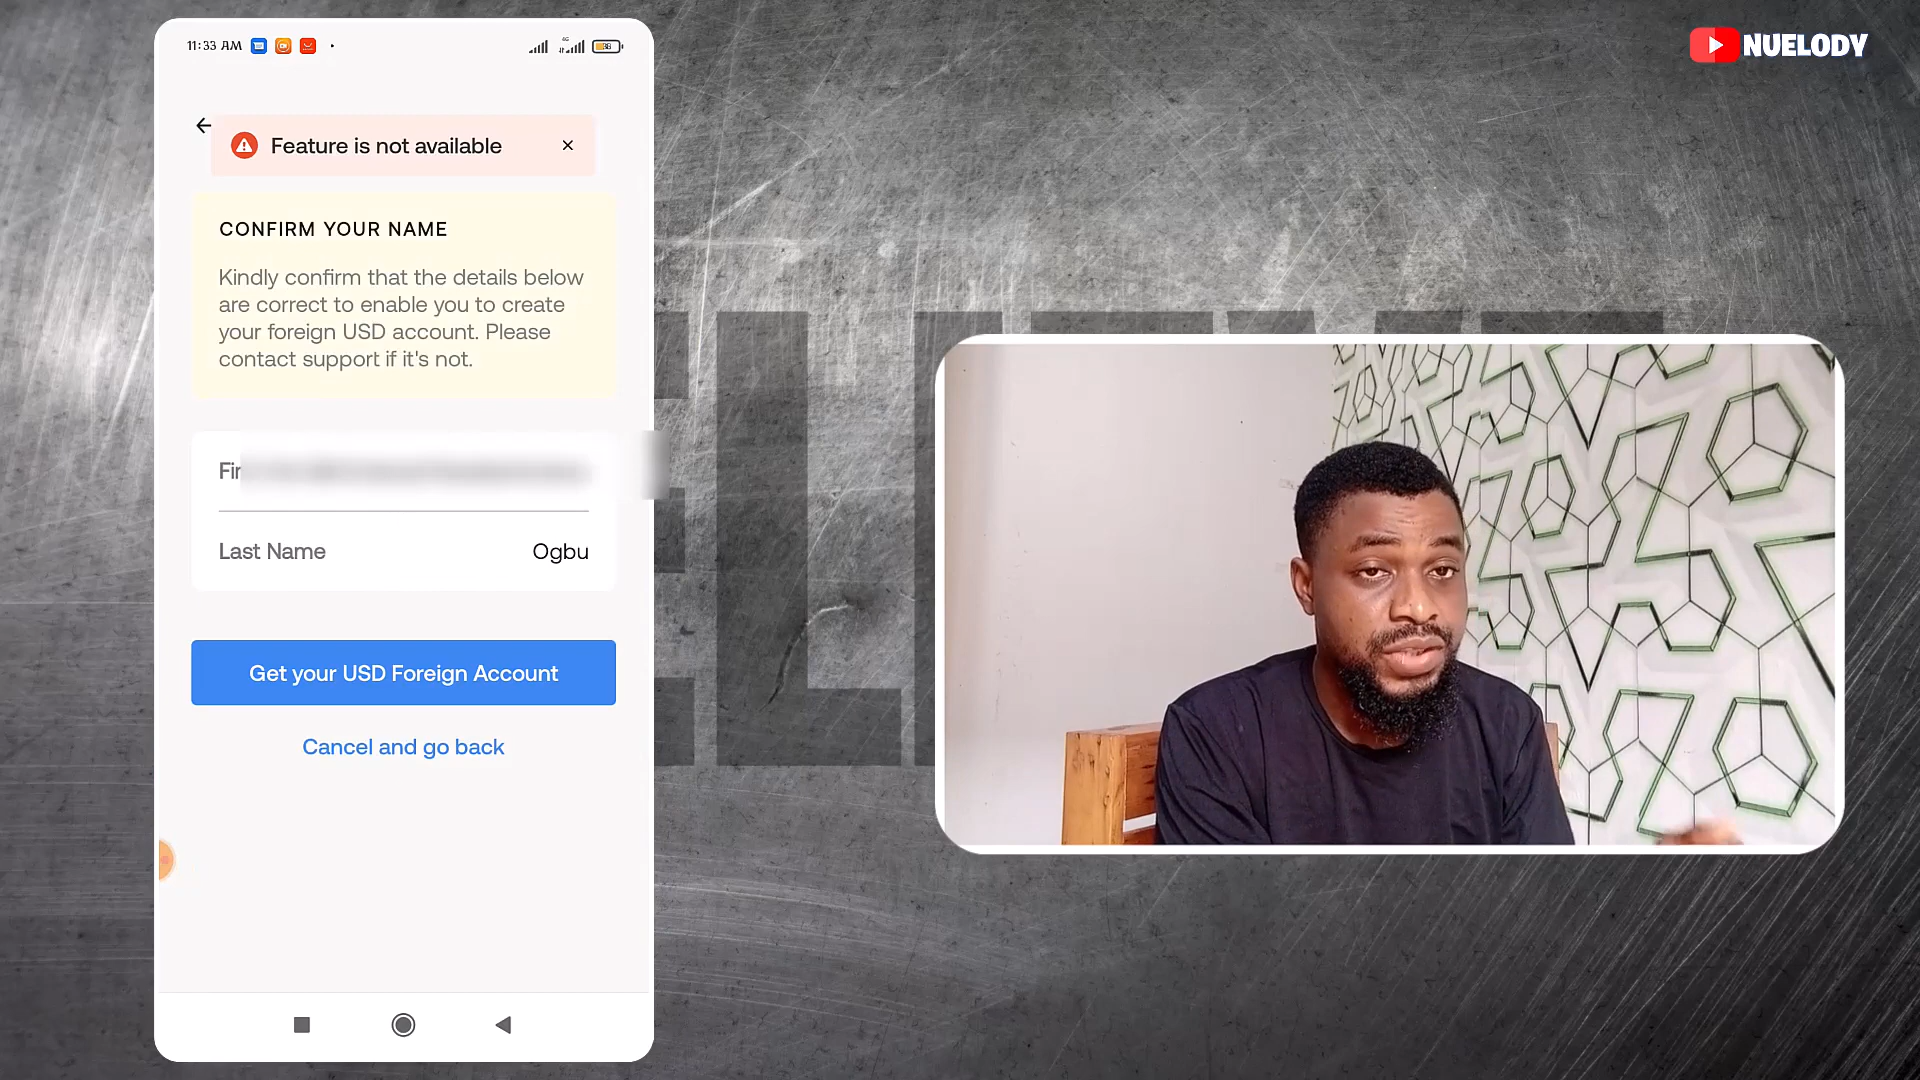 11:33 AM
NUELODY
Feature is not available
CONFIRM YOUR NAME
Kindly confirm that the details below
are correct to enable you to create
your foreign USD account. Please
contact support if it's not.
Fir
Last Name Ogbu
Get your USD Foreign Account
Cancel and go back